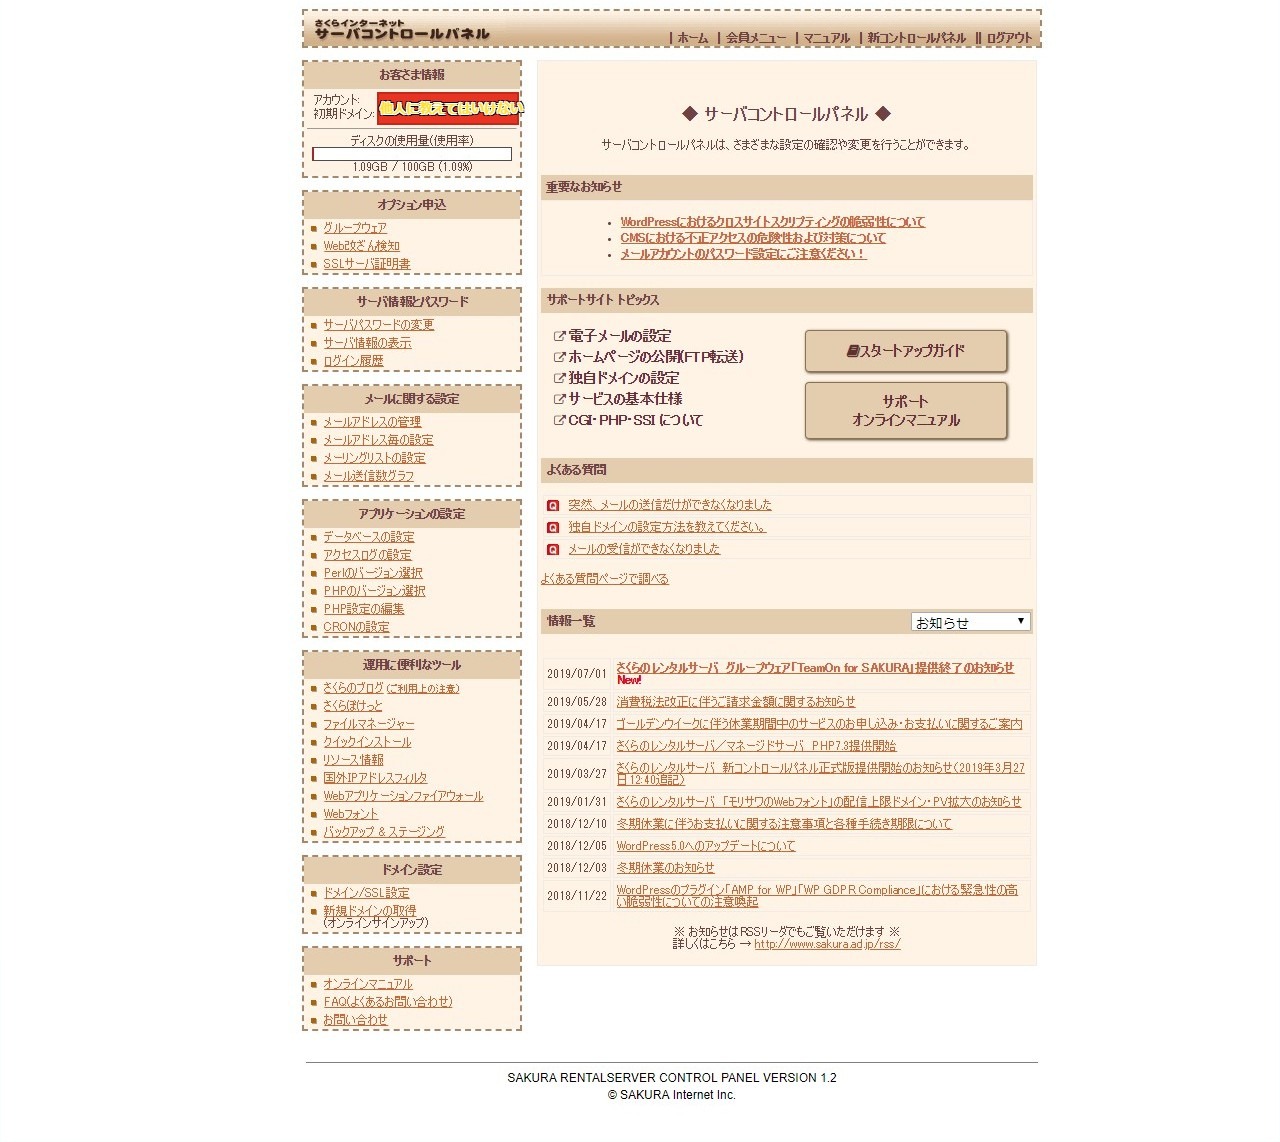 さくらインターネット
サーバコントロールパネル
| ホーム | 会員メニュー | マニュアル | 新コントロールパネル || ログアウト
お客さま情報
アカウント:
初期ドメイン:
他人に教えてはいけない
ディスクの使用量(使用率)
1.09GB / 100GB (1.09%)
オプション申込
グループウェア
Web改ざん検知
SSLサーバ証明書
サーバ情報とパスワード
サーバパスワードの変更
サーバ情報の表示
ログイン履歴
メールに関する設定
メールアドレスの管理
メールアドレス毎の設定
メーリングリストの設定
メール送信数グラフ
アプリケーションの設定
データベースの設定
アクセスログの設定
Perlのバージョン選択
PHPのバージョン選択
PHP設定の編集
CRONの設定
運用に便利なツール
さくらのブログ (ご利用上の注意)
さくらぽけっと
ファイルマネージャー
クイックインストール
リソース情報
国外IPアドレスフィルタ
Webアプリケーションファイアウォール
Webフォント
バックアップ & ステージング
ドメイン設定
ドメイン/SSL設定
新規ドメインの取得
(オンラインサインアップ)
サポート
オンラインマニュアル
FAQ(よくあるお問い合わせ)
お問い合わせ
◆ サーバコントロールパネル ◆
サーバコントロールパネルは、さまざまな設定の確認や変更を行うことができます。
重要なお知らせ
WordPressにおけるクロスサイトスクリプティングの脆弱性について
CMSにおける不正アクセスの危険性および対策について
メールアカウントのパスワード設定にご注意ください！
サポートサイト トピックス
電子メールの設定
ホームページの公開(FTP転送)
独自ドメインの設定
サービスの基本仕様
CGI・PHP・SSI について
スタートアップガイド
サポート
オンラインマニュアル
よくある質問
Q 突然、メールの送信だけができなくなりました
Q 独自ドメインの設定方法を教えてください。
Q メールの受信ができなくなりました
よくある質問ページで調べる
情報一覧 お知らせ ▼
2019/07/01 さくらのレンタルサーバ グループウェア「TeamOn for SAKURA」提供終了のお知らせ
New!
2019/05/28 消費税法改正に伴うご請求金額に関するお知らせ
2019/04/17 ゴールデンウイークに伴う休業期間中のサービスのお申し込み・お支払いに関するご案内
2019/04/17 さくらのレンタルサーバ／マネージドサーバ PHP7.3提供開始
2019/03/27 さくらのレンタルサーバ 新コントロールパネル正式版提供開始のお知らせ（2019年3月27
日12:40追記）
2019/01/31 さくらのレンタルサーバ 「モリサワのWebフォント」の配信上限ドメイン・PV拡大のお知らせ
2018/12/10 冬期休業に伴うお支払いに関する注意事項と各種手続き期限について
2018/12/05 WordPress5.0へのアップデートについて
2018/12/03 冬期休業のお知らせ
2018/11/22 WordPressのプラグイン「AMP for WP」「WP GDPR Compliance」における緊急性の高
い脆弱性についての注意喚起
※ お知らせはRSSリーダでもご覧いただけます ※
詳しくはこちら → http://www.sakura.ad.jp/rss/
SAKURA RENTALSERVER CONTROL PANEL VERSION 1.2
© SAKURA Internet Inc.